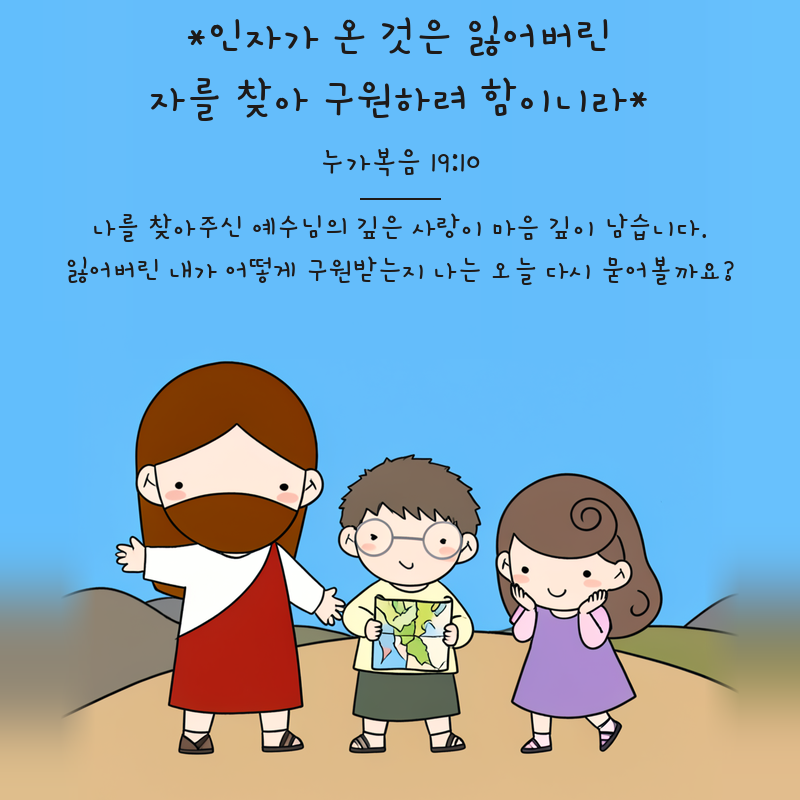 *인자가 온 것은 잃어버린
자를 찾아 구원하려 함이니라*
누가복음 19:10
나를 찾아주신 예수님의 깊은 사랑이 마음 깊이 남습니다.
잃어버린 내가 어떻게 구원받는지 나는 오늘 다시 묻어볼까요?